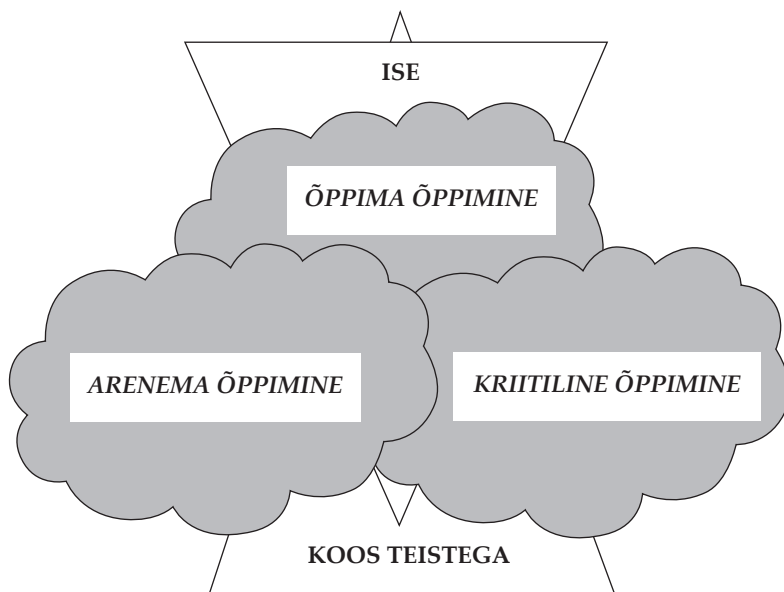 ISE
ÕPPIMA ÕPPIMINE
ARENEMA ÕPPIMINE
KRIITILINE ÕPPIMINE
KOOS TEISTEGA